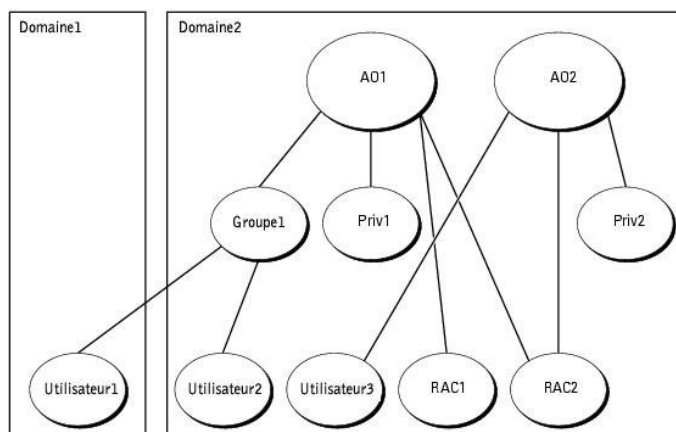 Domaine1
Domaine2
AO1
AO2
Groupe1
Priv1
Priv2
Utilisateur1
Utilisateur2
Utilisateur3
RAC1
RAC2